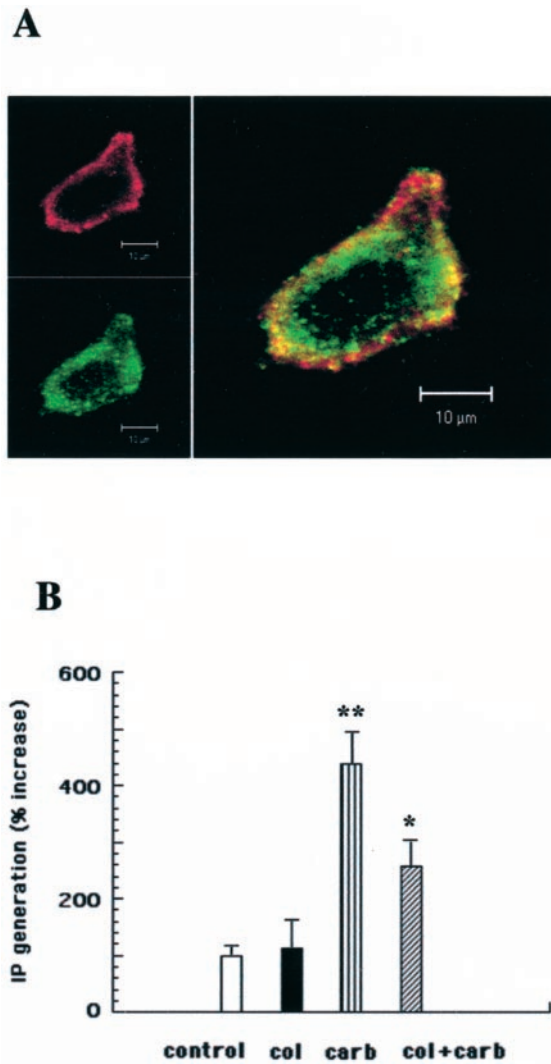 A
10 µm
10 µm
10 µm
B
IP generation (% increase)
600
400
200
0
**
*
control col carb col+carb